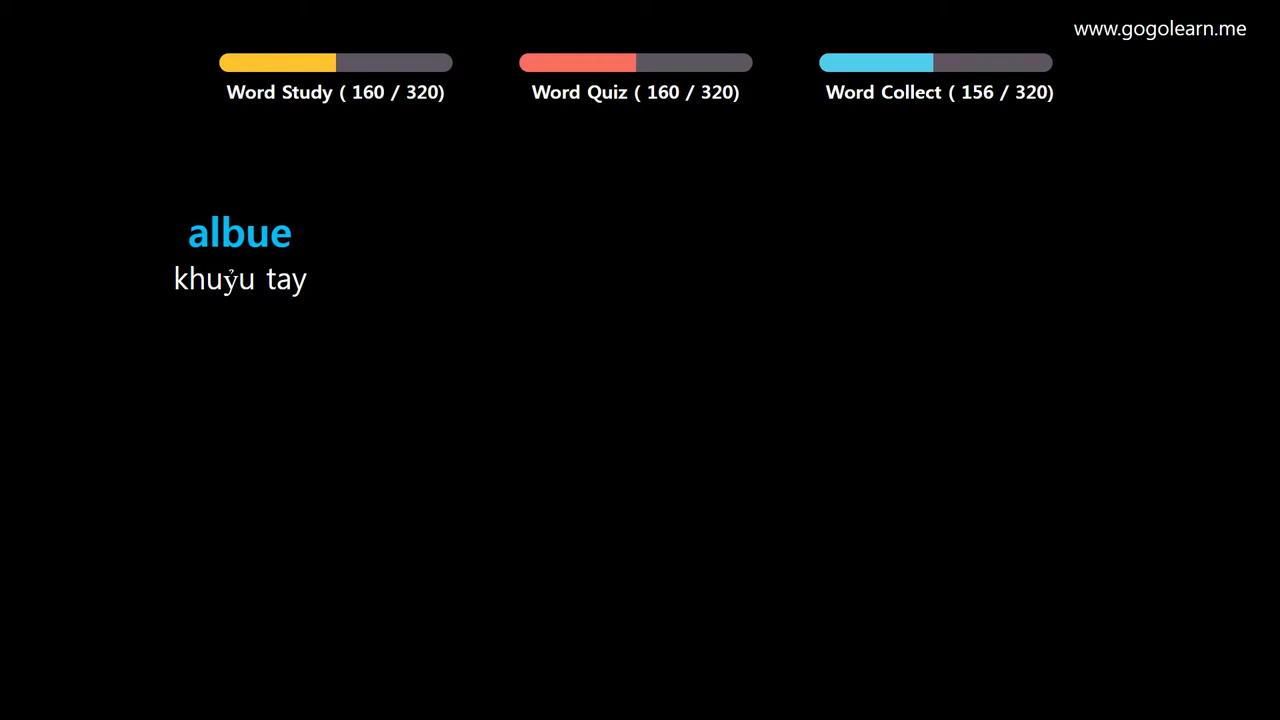 www.gogolearn.me
Word Study ( 160 / 320)
Word Quiz ( 160 / 320)
Word Collect ( 156 / 320)
albue
khuỷu tay